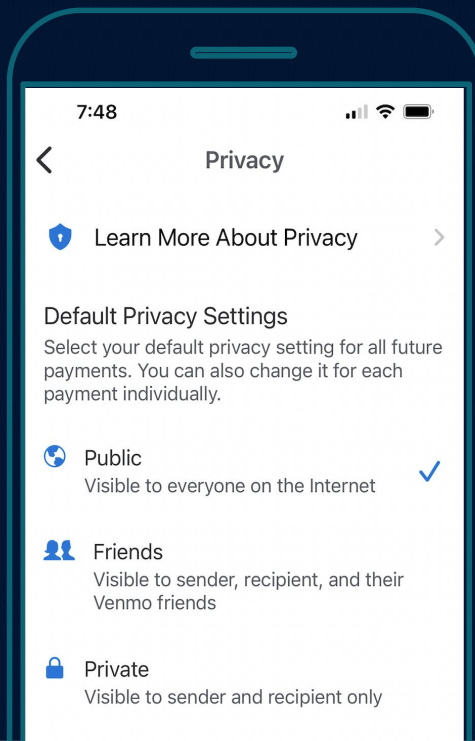 7:48
Privacy
Learn More About Privacy
Default Privacy Settings
Select your default privacy setting for all future
payments. You can also change it for each
payment individually.
Public
Visible to everyone on the Internet
Friends
Visible to sender, recipient, and their
Venmo friends
Private
Visible to sender and recipient only